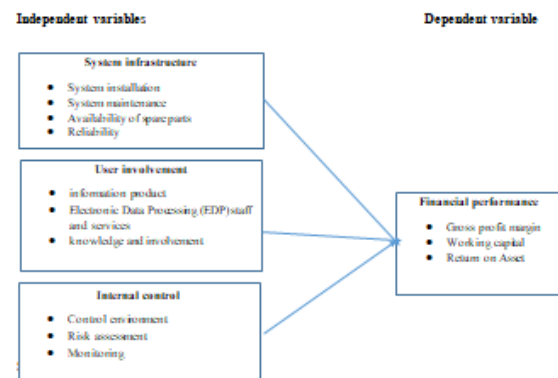 Independent variables
Dependent variable
System infrastructure
● System installation
● System maintenance
● Availability of spare parts
● Reliability
User involvement
● information product
● Electronic Data Processing (EDP)staff
and services
● knowledge and involvement
Internal control
● Control environment
● Risk assessment
● Monitoring
Financial performance
● Gross profit margin
● Working capital
● Return on Asset